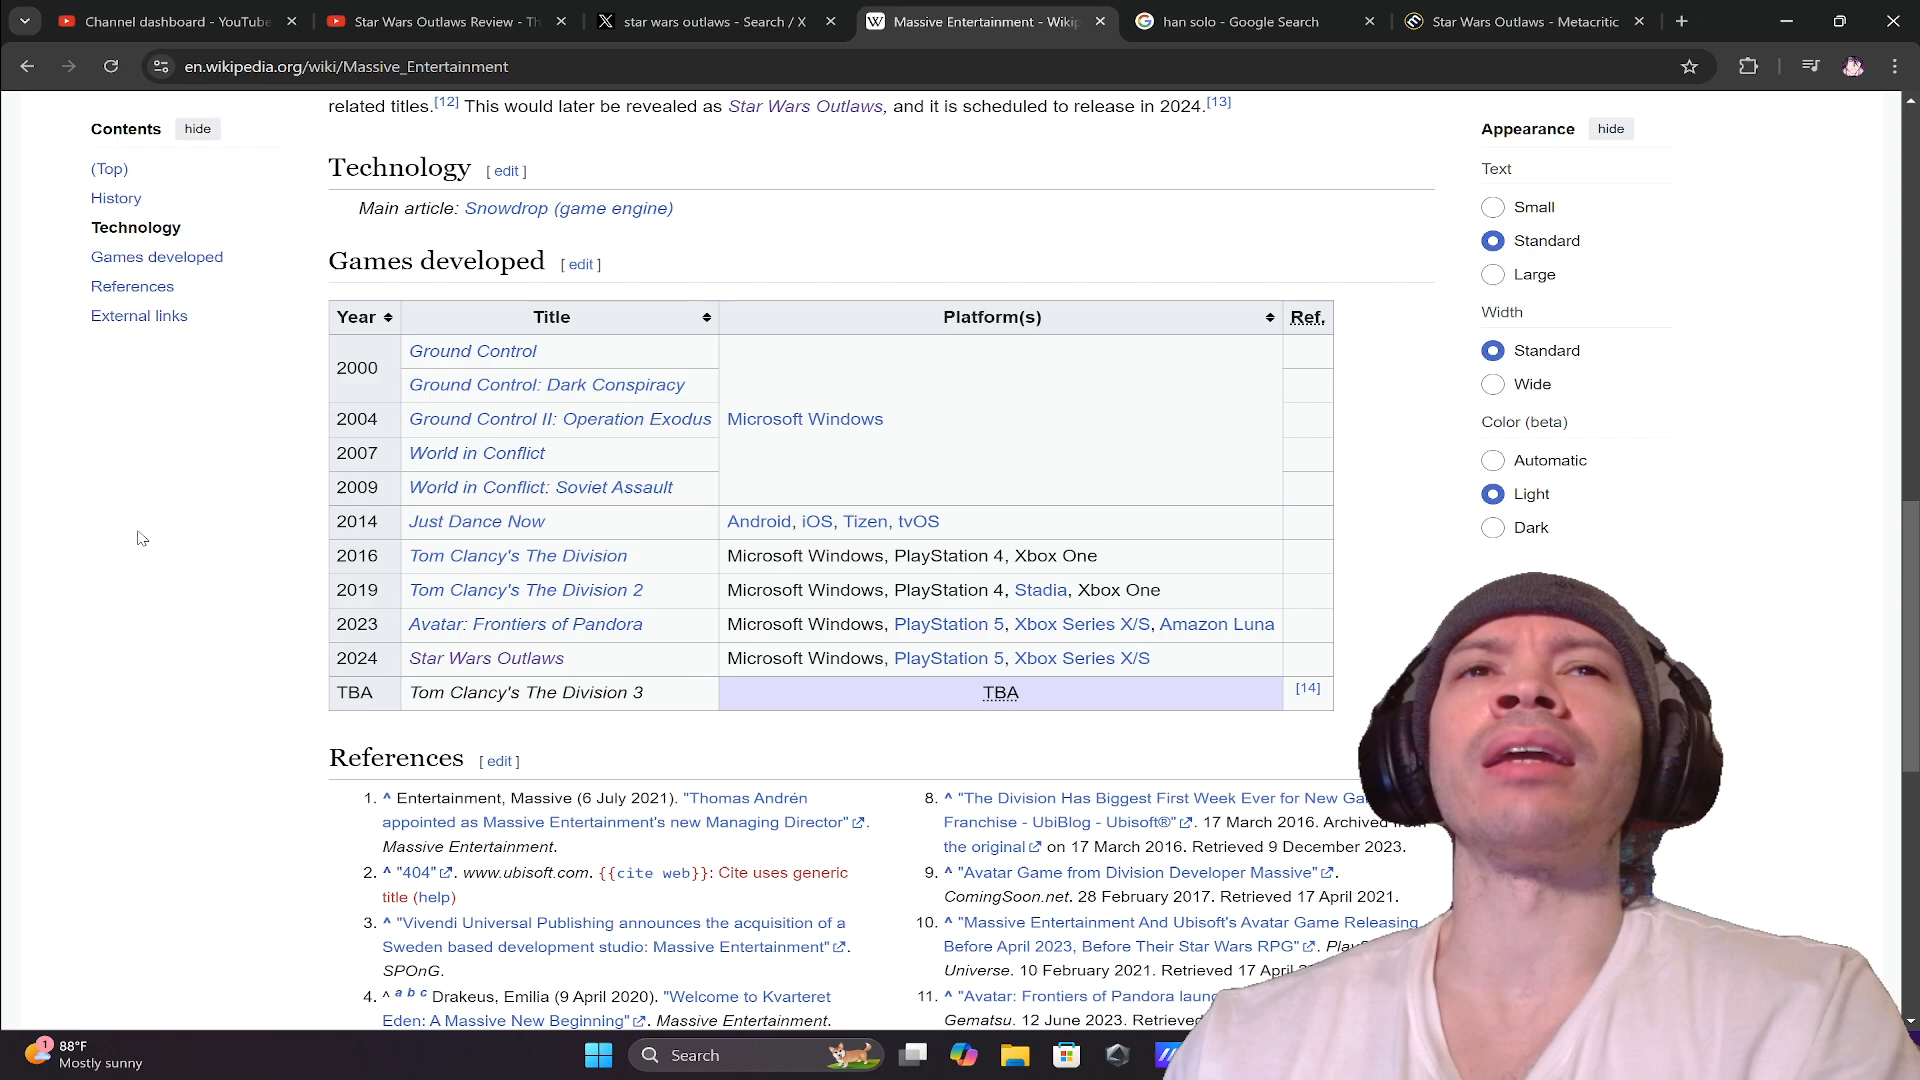 Channel dashboard - YouTube
Star Wars Outlaws Review - Th
star wars outlaws - Search / X
Massive Entertainment - Wikip
han solo - Google Search
Star Wars Outlaws - Metacritic
en.wikipedia.org/wiki/Massive_Entertainment
related titles.[12] This would later be revealed as Star Wars Outlaws, and it is scheduled to release in 2024.[13]
Contents hide
(Top)
History
Technology
Games developed
References
External links
Technology [ edit ]
Main article: Snowdrop (game engine)
Games developed [ edit ]
Year Title Platform(s) Ref.
2000 Ground Control
Ground Control: Dark Conspiracy
2004 Ground Control II: Operation Exodus Microsoft Windows
2007 World in Conflict
2009 World in Conflict: Soviet Assault
2014 Just Dance Now Android, iOS, Tizen, tvOS
2016 Tom Clancy's The Division Microsoft Windows, PlayStation 4, Xbox One
2019 Tom Clancy's The Division 2 Microsoft Windows, PlayStation 4, Stadia, Xbox One
2023 Avatar: Frontiers of Pandora Microsoft Windows, PlayStation 5, Xbox Series X/S, Amazon Luna
2024 Star Wars Outlaws Microsoft Windows, PlayStation 5, Xbox Series X/S
TBA Tom Clancy's The Division 3 TBA [14]
References [ edit ]
1. ^ Entertainment, Massive (6 July 2021). "Thomas Andrén
appointed as Massive Entertainment's new Managing Director".
Massive Entertainment.
2. ^ "404". www.ubisoft.com. {{cite web}}: Cite uses generic
title (help)
3. ^ "Vivendi Universal Publishing announces the acquisition of a
Sweden based development studio: Massive Entertainment".
SPOnG.
4. ^ a b c Drakeus, Emilia (9 April 2020). "Welcome to Kvarteret
Eden: A Massive New Beginning". Massive Entertainment.
8. ^ "The Division Has Biggest First Week Ever for New Ga
Franchise - UbiBlog - Ubisoft®". 17 March 2016. Archived from
the original on 17 March 2016. Retrieved 9 December 2023.
9. ^ "Avatar Game from Division Developer Massive".
ComingSoon.net. 28 February 2017. Retrieved 17 April 2021.
10. ^ "Massive Entertainment And Ubisoft's Avatar Game Releasing
Before April 2023, Before Their Star Wars RPG". Play
Universe. 10 February 2021. Retrieved 17 April
11. ^ "Avatar: Frontiers of Pandora laun
Gematsu. 12 June 2023. Retrieved
Appearance hide
Text
Small
Standard
Large
Width
Standard
Wide
Color (beta)
Automatic
Light
Dark
1
88°F
Mostly sunny
Search